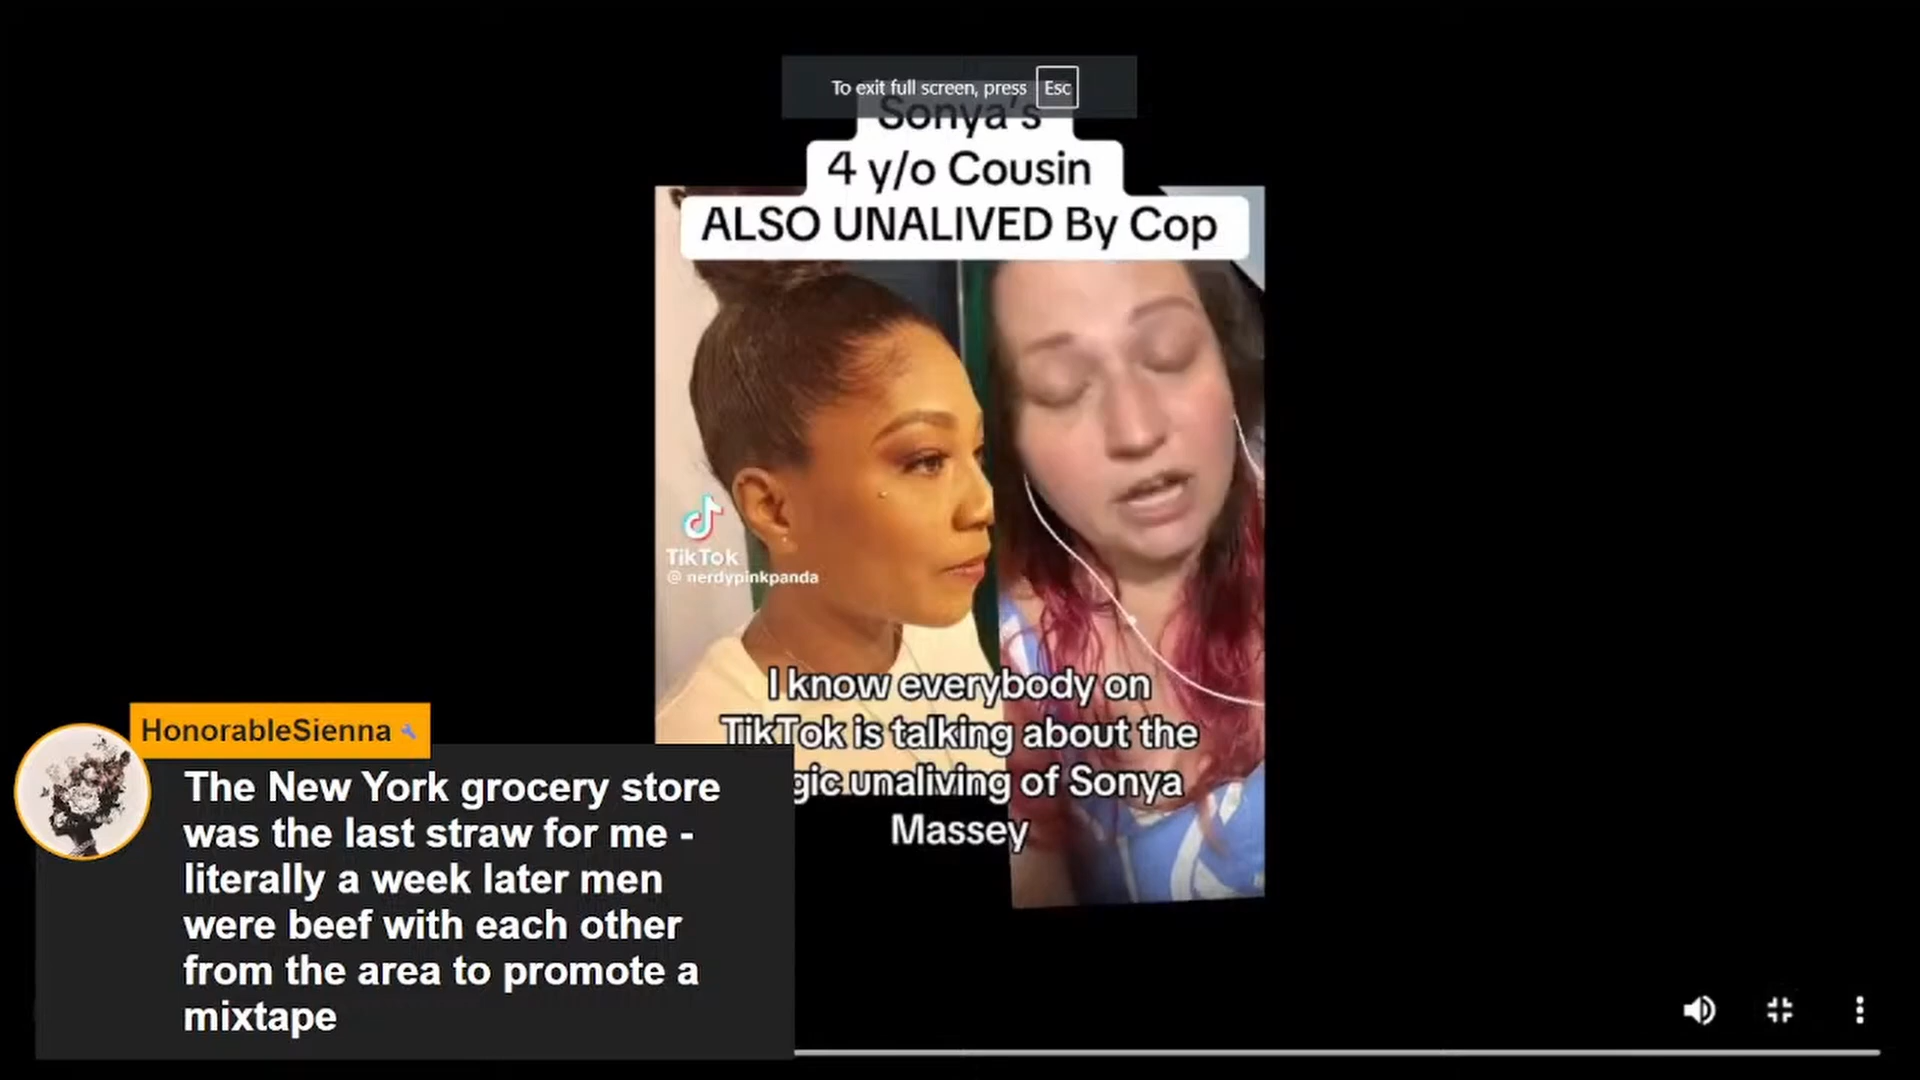 To exit full screen, press Esc
Sonya's
4 y/o Cousin
ALSO UNALIVED By Cop
TikTok
@ nerdypinkpanda
I know everybody on
TikTok is talking about the
gic unaliving of Sonya
Massey
HonorableSienna
The New York grocery store
was the last straw for me -
literally a week later men
were beef with each other
from the area to promote a
mixtape